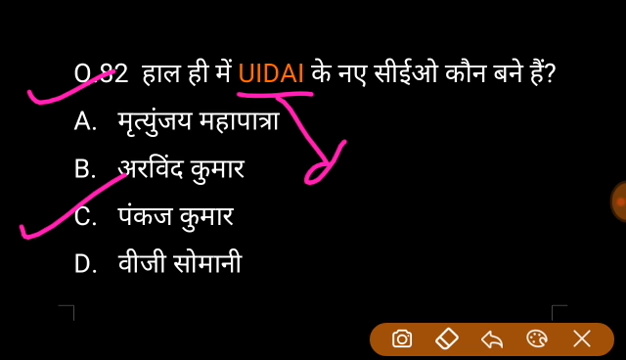 Q.82 हाल ही में UIDAI के नए सीईओ कौन बने हैं?
A. मृत्युंजय महापात्रा
B. अरविंद कुमार
C. पंकज कुमार
D. वीजी सोमानी